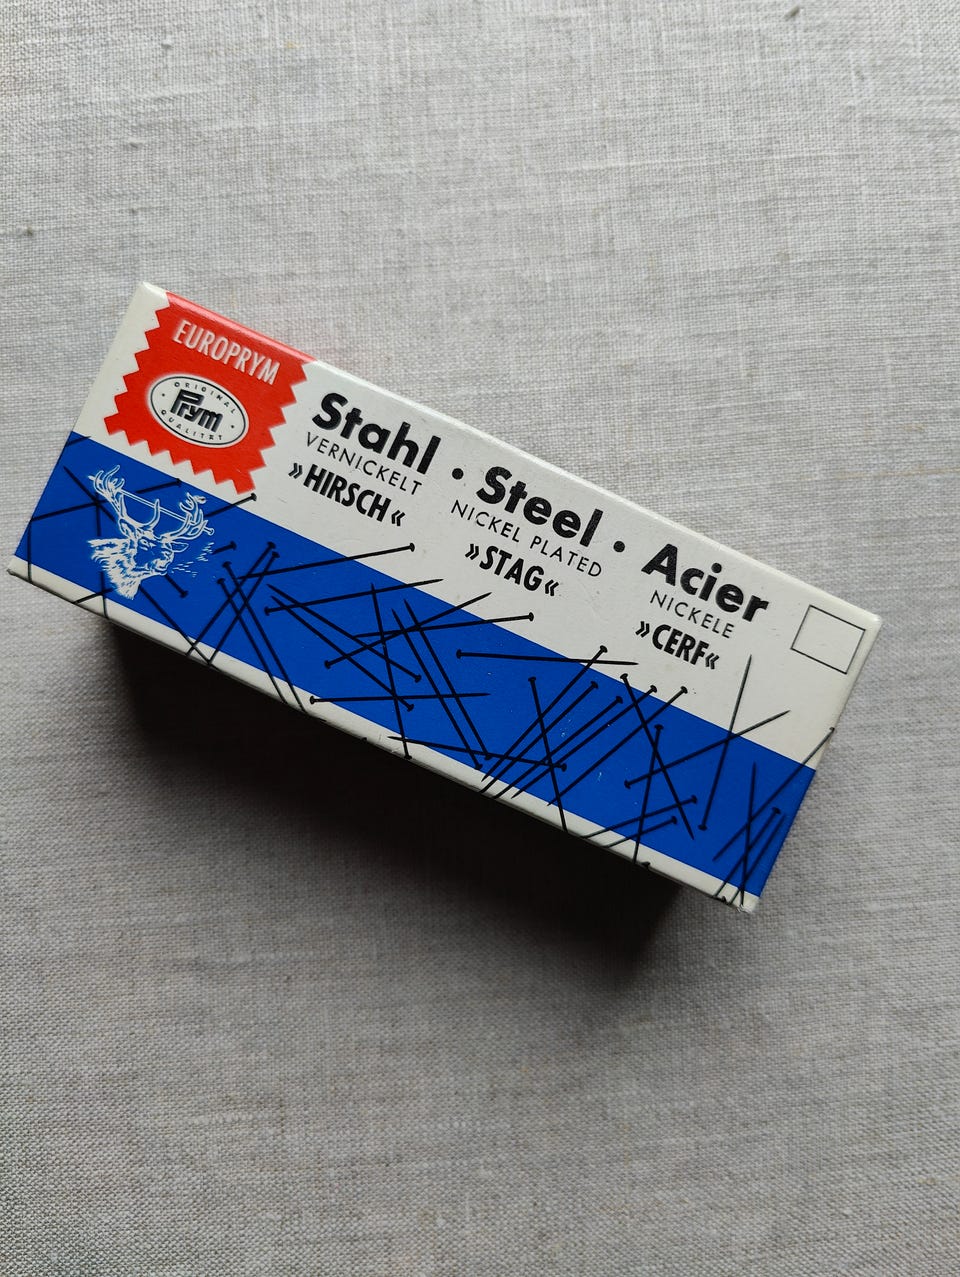 EUROPRYM
ORIGINAL
Prym
QUALITÄT
Stahl · Steel · Acier
VERNICKELT NICKEL PLATED NICKELE
»HIRSCH« »STAG« »CERF«